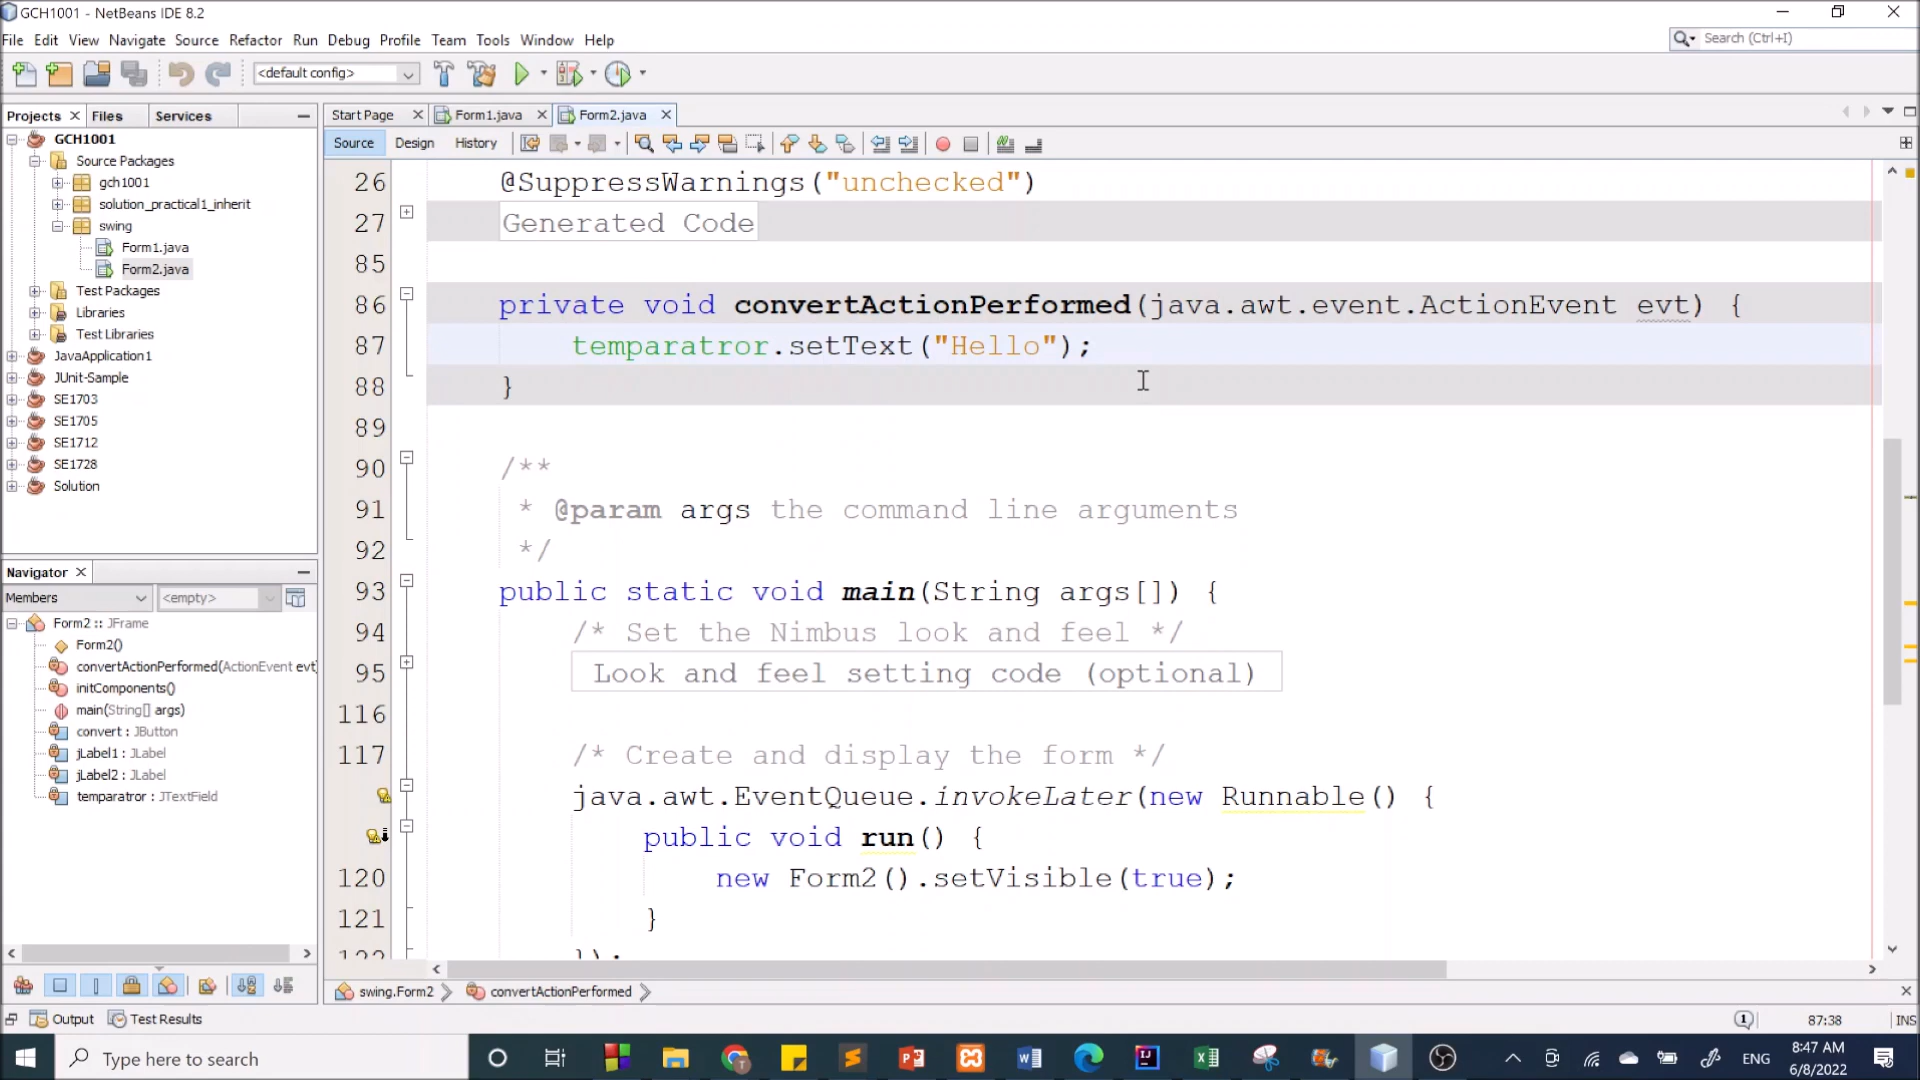 GCH1001 - NetBeans IDE 8.2
File Edit View Navigate Source Refactor Run Debug Profile Team Tools Window Help
Search (Ctrl+I)
<default config>
Projects Files Services
Start Page Form1.java Form2.java
Source Design History
GCH1001
Source Packages
gch1001
solution_practical1_inherit
swing
Form1.java
Form2.java
Test Packages
Libraries
Test Libraries
JavaApplication1
JUnit-Sample
SE1703
SE1705
SE1712
SE1728
Solution
Navigator
Members <empty>
Form2 :: JFrame
Form2()
convertActionPerformed(ActionEvent evt)
initComponents()
main(String[] args)
convert : JButton
jLabel1 : JLabel
jLabel2 : JLabel
temparatror : JTextField
26 @SuppressWarnings("unchecked")
27 Generated Code
85
86 private void convertActionPerformed(java.awt.event.ActionEvent evt) {
87 temparatror.setText("Hello");
88 }
89
90 /**
91 * @param args the command line arguments
92 */
93 public static void main(String args[]) {
94 /* Set the Nimbus look and feel */
95 Look and feel setting code (optional)
116
117 /* Create and display the form */
java.awt.EventQueue.invokeLater(new Runnable() {
public void run() {
120 new Form2().setVisible(true);
121 }
122 });
swing.Form2 convertActionPerformed
Output Test Results
1 87:38 INS
Type here to search
ENG
8:47 AM
6/8/2022